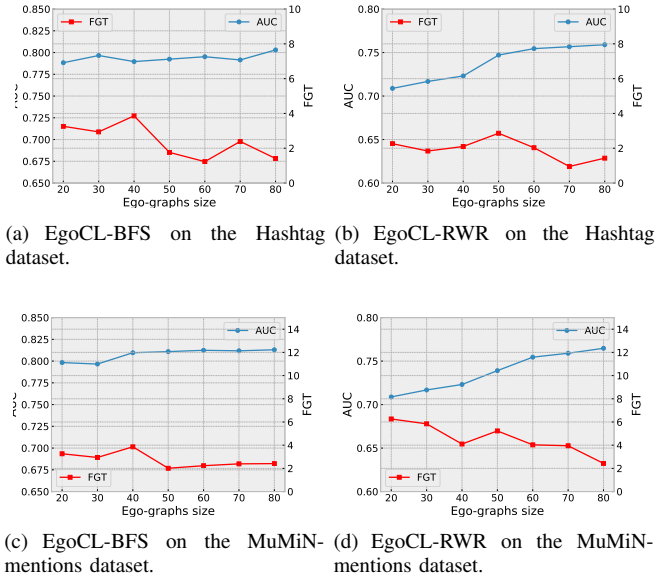 FGT AUC
0.850
0.825
0.800
0.775
0.750
0.725
0.700
0.675
0.650
10
8
6
4
2
0
FGT
20 30 40 50 60 70 80
Ego-graphs size
FGT AUC
AUC
0.80
0.75
0.70
0.65
0.60
10
8
6
4
2
0
FGT
20 30 40 50 60 70 80
Ego-graphs size
(a) EgoCL-BFS on the Hashtag
dataset.
(b) EgoCL-RWR on the Hashtag
dataset.
AUC
FGT
0.850
0.825
0.800
0.775
0.750
0.725
0.700
0.675
0.650
14
12
10
8
6
4
2
0
FGT
20 30 40 50 60 70 80
Ego-graphs size
AUC
FGT
AUC
0.80
0.75
0.70
0.65
0.60
14
12
10
8
6
4
2
0
FGT
20 30 40 50 60 70 80
Ego-graphs size
(c) EgoCL-BFS on the MuMiN-
mentions dataset.
(d) EgoCL-RWR on the MuMiN-
mentions dataset.